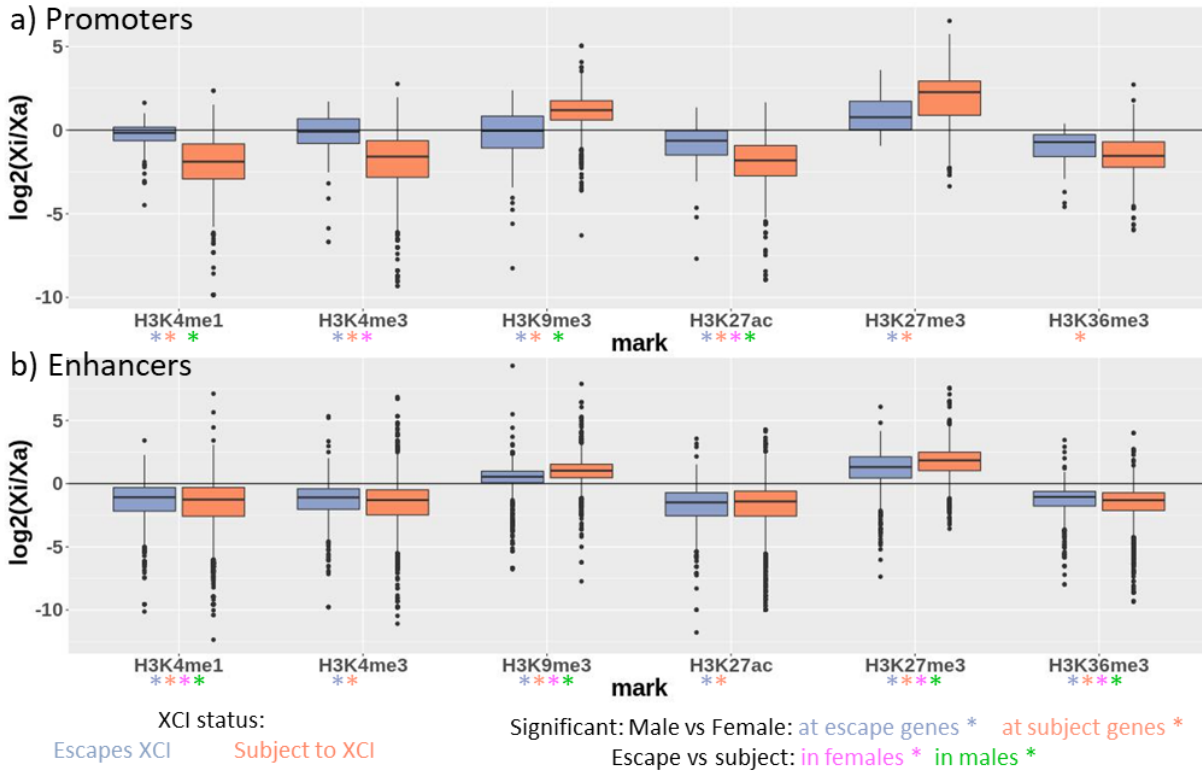 a) Promoters
log2(Xi/Xa)
5
0
-5
-10
H3K4me1 H3K4me3 H3K9me3 H3K27ac H3K27me3 H3K36me3
* * * * * * * * * * * * * * * * *
mark
b) Enhancers
log2(Xi/Xa)
5
0
-5
-10
H3K4me1 H3K4me3 H3K9me3 H3K27ac H3K27me3 H3K36me3
* * * * * * * * * * * * * * * * * * * *
mark
XCI status:
Escapes XCI Subject to XCI
Significant: Male vs Female: at escape genes * at subject genes *
Escape vs subject: in females * in males *